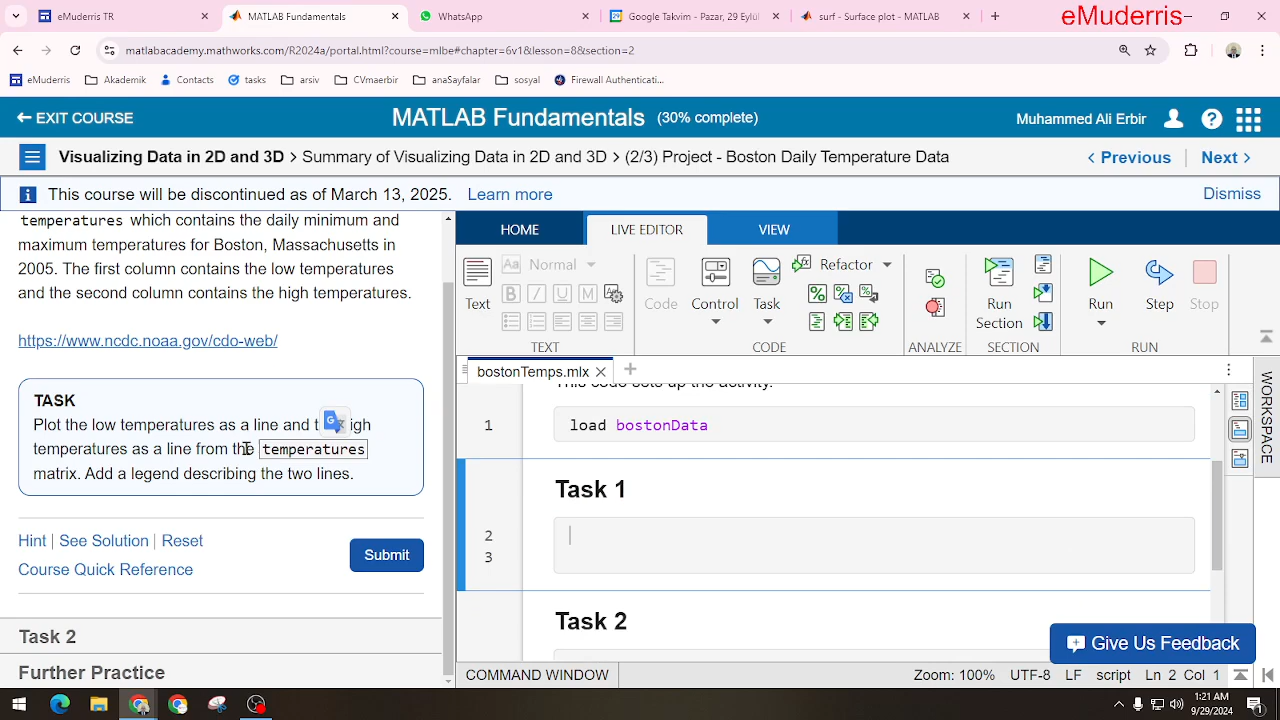 eMuderris TR
MATLAB Fundamentals
WhatsApp
Google Takvim - Pazar, 29 Eylül
surf - Surface plot - MATLAB
eMuderris
matlabacademy.mathworks.com/R2024a/portal.html?course=mlbe#chapter=6v1&lesson=8&section=2
eMuderris
Akademik
Contacts
tasks
arsiv
CVmaerbir
anaSayfalar
sosyal
Firewall Authenticati...
EXIT COURSE
MATLAB Fundamentals (30% complete)
Muhammed Ali Erbir
Visualizing Data in 2D and 3D > Summary of Visualizing Data in 2D and 3D > (2/3) Project - Boston Daily Temperature Data
< Previous
Next >
This course will be discontinued as of March 13, 2025. Learn more
Dismiss
temperatures which contains the daily minimum and
maximum temperatures for Boston, Massachusetts in
2005. The first column contains the low temperatures
and the second column contains the high temperatures.
https://www.ncdc.noaa.gov/cdo-web/
TASK
Plot the low temperatures as a line and t igh
temperatures as a line from the temperatures
matrix. Add a legend describing the two lines.
Hint | See Solution | Reset
Course Quick Reference
Submit
Task 2
Further Practice
HOME
LIVE EDITOR
VIEW
Text
Aa Normal
B I U M
TEXT
Code
Control
Task
Refactor
CODE
ANALYZE
Run
Section
SECTION
Run
Step
Stop
RUN
bostonTemps.mlx
WORKSPACE
This code sets up the activity.
1
load bostonData
Task 1
2
3
Task 2
Give Us Feedback
COMMAND WINDOW
Zoom: 100%
UTF-8
LF
script
Ln 2 Col 1
1:21 AM
9/29/2024